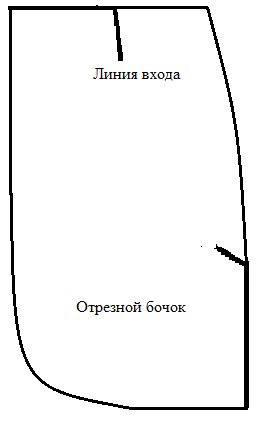 Линия входа
Отрезной бочок